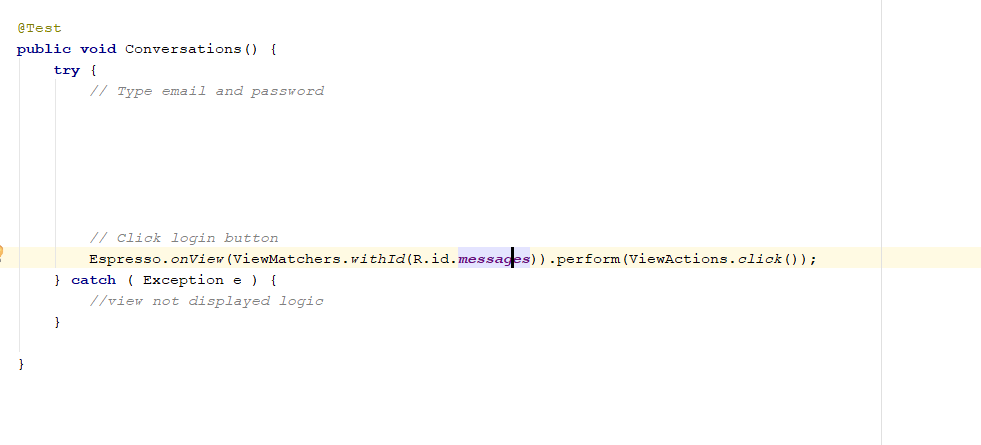 @Test
public void Conversations() {
try {
// Type email and password
// Click login button
Espresso.onView(ViewMatchers.withId(R.id.messages)).perform(ViewActions.click());
} catch ( Exception e ) {
//view not displayed logic
}
}